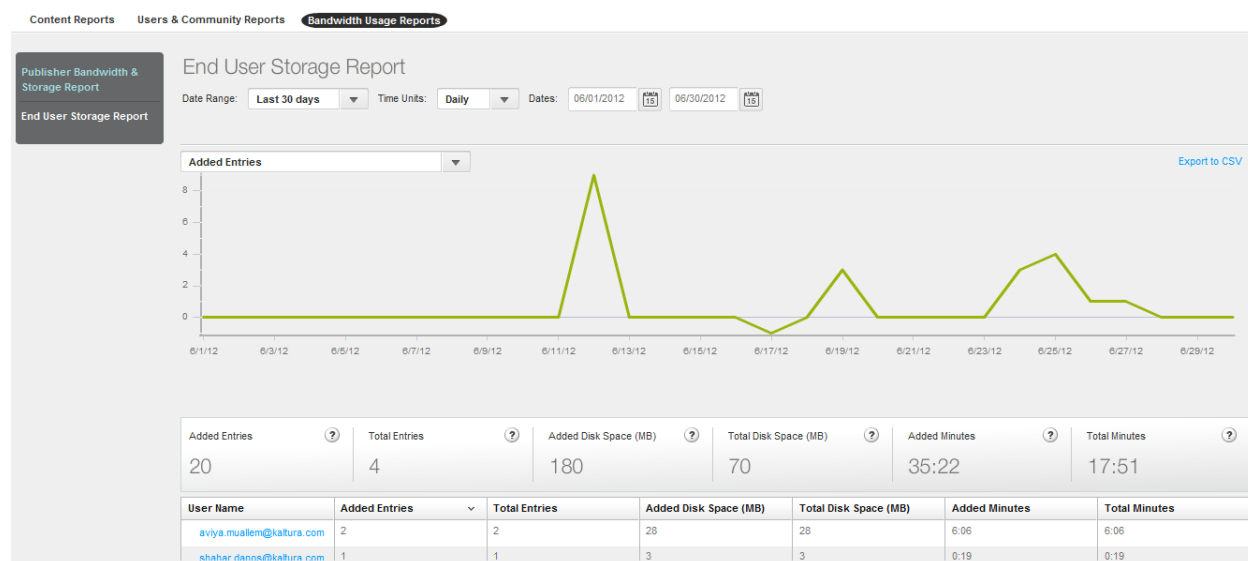 Content Reports Users & Community Reports Bandwidth Usage Reports
Publisher Bandwidth &
Storage Report
End User Storage Report
End User Storage Report
Date Range: Last 30 days Time Units: Daily Dates: 06/01/2012 15 06/30/2012 15
Added Entries Export to CSV
8
6
4
2
0
6/1/12 6/3/12 6/5/12 6/7/12 6/9/12 6/11/12 6/13/12 6/15/12 6/17/12 6/19/12 6/21/12 6/23/12 6/25/12 6/27/12 6/29/12
Added Entries ? Total Entries ? Added Disk Space (MB) ? Total Disk Space (MB) ? Added Minutes ? Total Minutes ?
20 4 180 70 35:22 17:51
User Name Added Entries Total Entries Added Disk Space (MB) Total Disk Space (MB) Added Minutes Total Minutes
aviya.muallem@kaltura.com 2 2 28 28 6:06 6:06
shahar.danos@kaltura.com 1 1 3 3 0:19 0:19